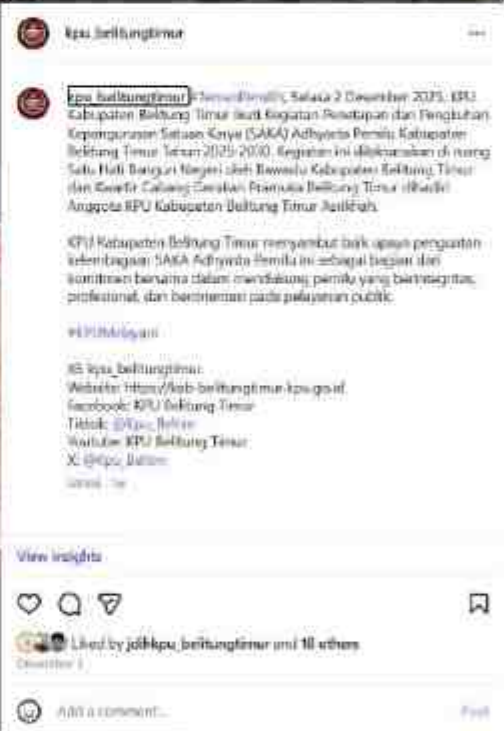 kpu_belitungtimur
kpu_belitungtimur #TemanPemilih, Selasa 2 Desember 2025, KPU
Kabupaten Belitung Timur ikuti Kegiatan Penetapan dan Pengukuhan
Kepengurusan Satuan Karya (SAKA) Adhyasta Pemilu Kabupaten
Belitung Timur Tahun 2025-2030. Kegiatan ini dilaksanakan di ruang
Satu Hati Bangun Negeri oleh Bawaslu Kabupaten Belitung Timur
dan Kwartir Cabang Gerakan Pramuka Belitung Timur dihadiri
Anggota KPU Kabupaten Belitung Timur
KPU Kabupaten Belitung Timur menyambut baik upaya penguatan
kelembagaan SAKA Adhyasta Pemilu ini sebagai bagian dari
komitmen bersama dalam mendukung pemilu yang berintegritas,
profesional, dan berorientasi pada pelayanan publik.
#KPUMelayani
IG kpu_belitungtimur
Website: https://kab-belitungtimur.kpu.go.id
Facebook: KPU Belitung Timur
Tiktok: @Kpu_Beltim
Youtube: KPU Belitung Timur
X: @Kpu_Beltim
View insights
Liked by jdihkpu_belitungtimur and 18 others
Add a comment...
Post